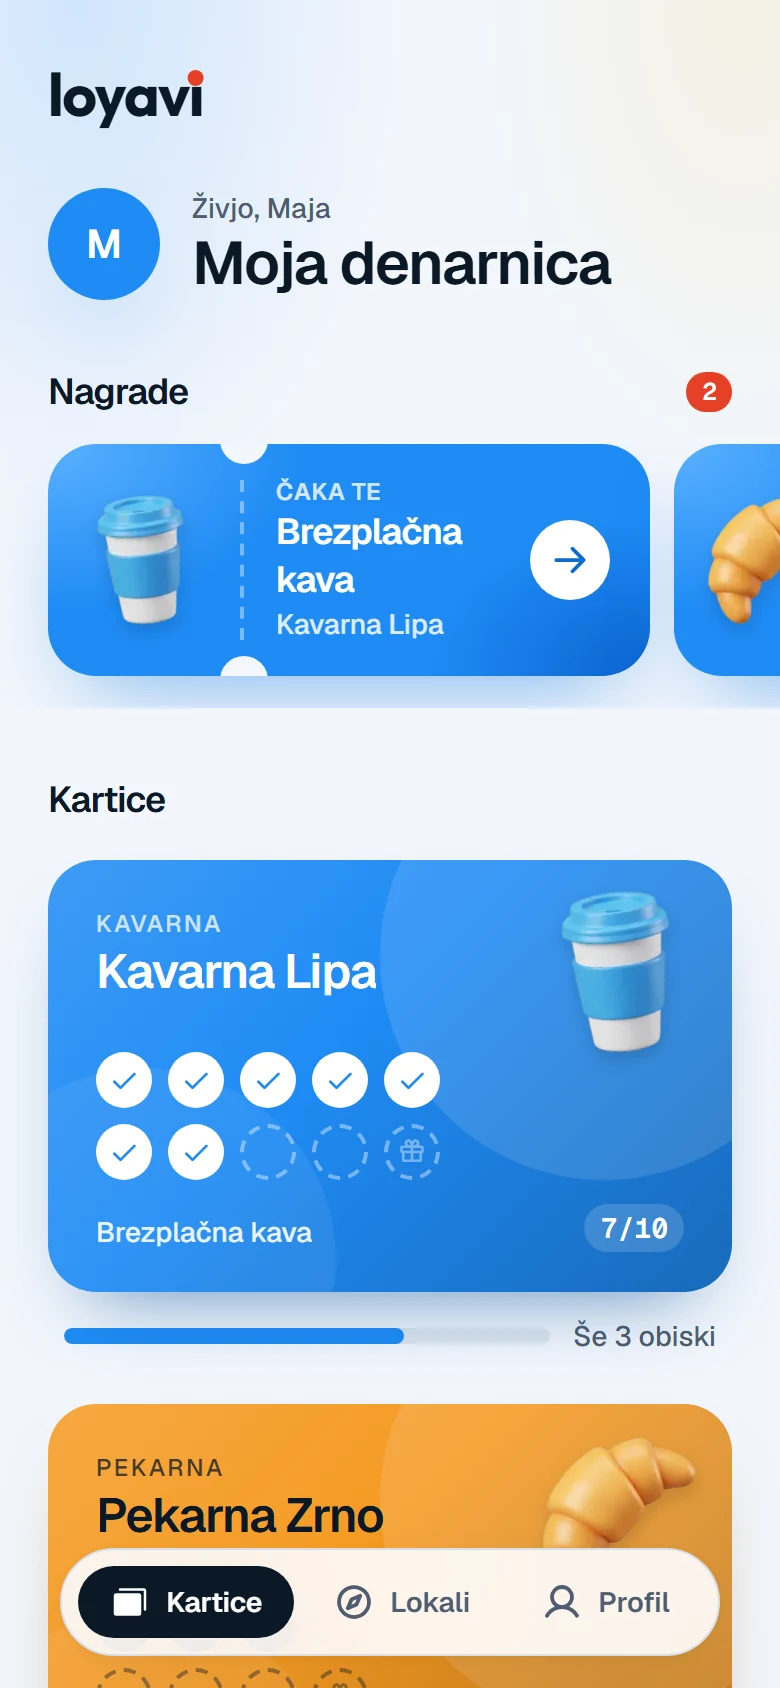 loyavi
M
Živjo, Maja
Moja denarnica
Nagrade
2
ČAKA TE
Brezplačna
kava
Kavarna Lipa
Kartice
KAVARNA
Kavarna Lipa
Brezplačna kava
7/10
Še 3 obiski
PEKARNA
Pekarna Zrno
Kartice
Lokali
Profil